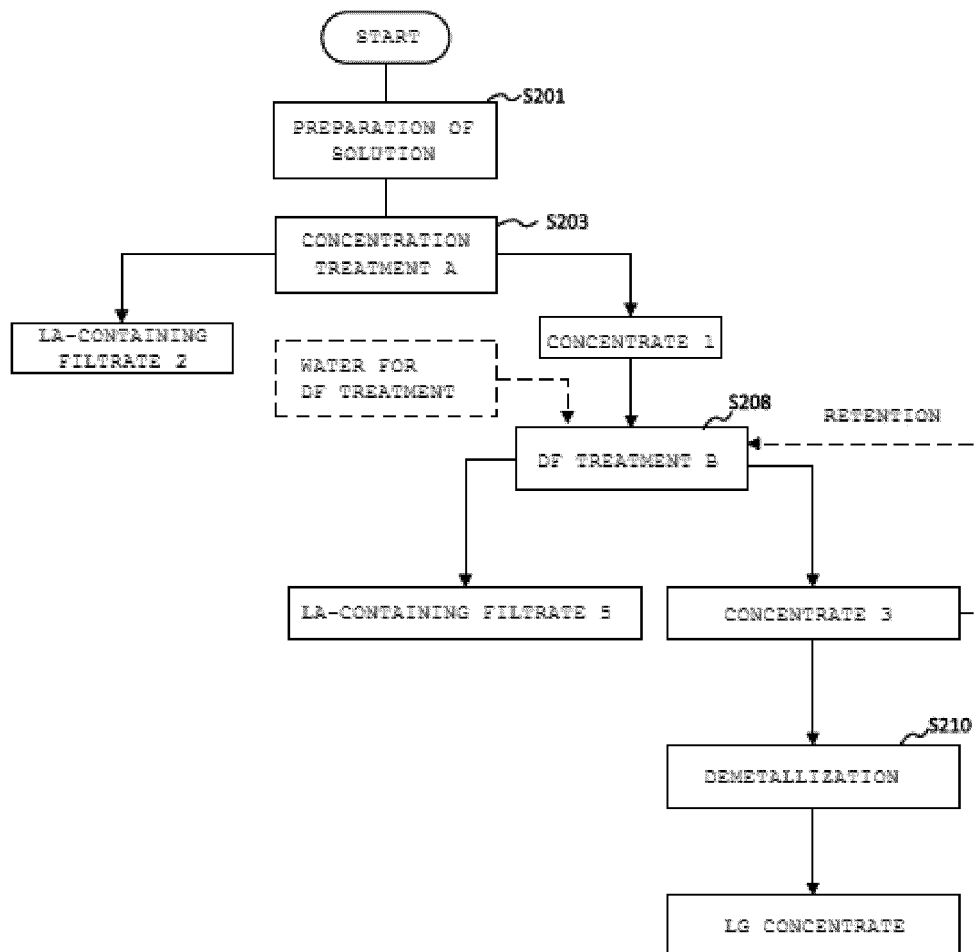 START
S201
PREPARATION OF
SOLUTION
S203
CONCENTRATION
TREATMENT A
LA-CONTAINING
FILTRATE 2
CONCENTRATE 1
WATER FOR
DF TREATMENT
S208
RETENTION
DF TREATMENT B
LA-CONTAINING FILTRATE 5
CONCENTRATE 3
S210
DEMETALLIZATION
LG CONCENTRATE